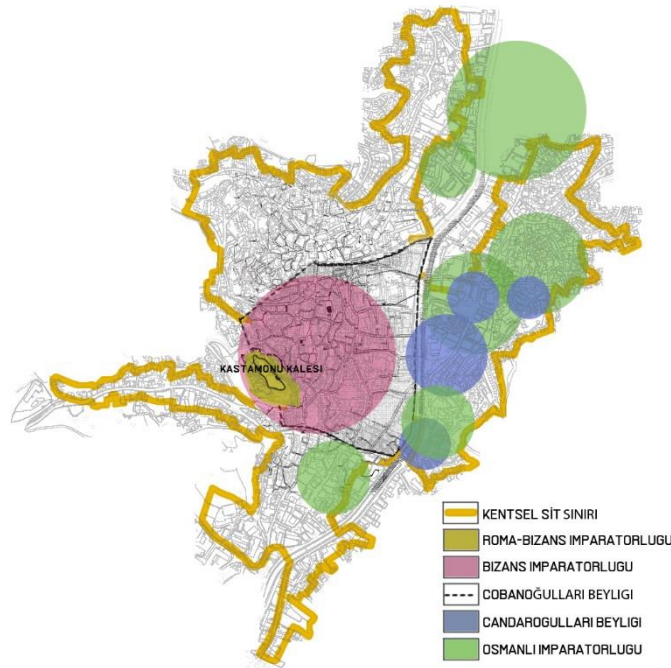 KASTAMONU KALESI
KENTSEL SİT SINIRI
ROMA-BIZANS IMPARATORLUGU
BIZANS IMPARATORLUGU
COBANOĞULLARI BEYLIGI
CANDAROGULLARI BEYLIGI
OSMANLI IMPARATORLUGU